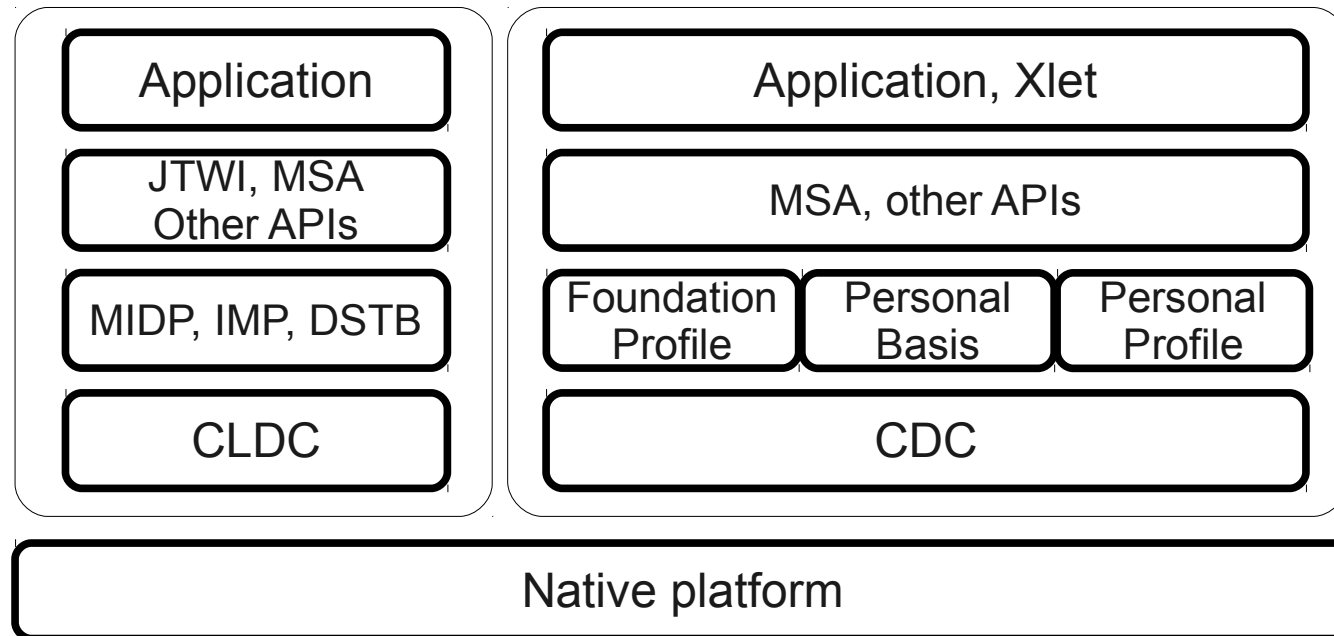 Application
JTWI, MSA
Other APIs
MIDP, IMP, DSTB
CLDC
Application, Xlet
MSA, other APIs
Foundation
Profile
Personal
Basis
Personal
Profile
CDC
Native platform